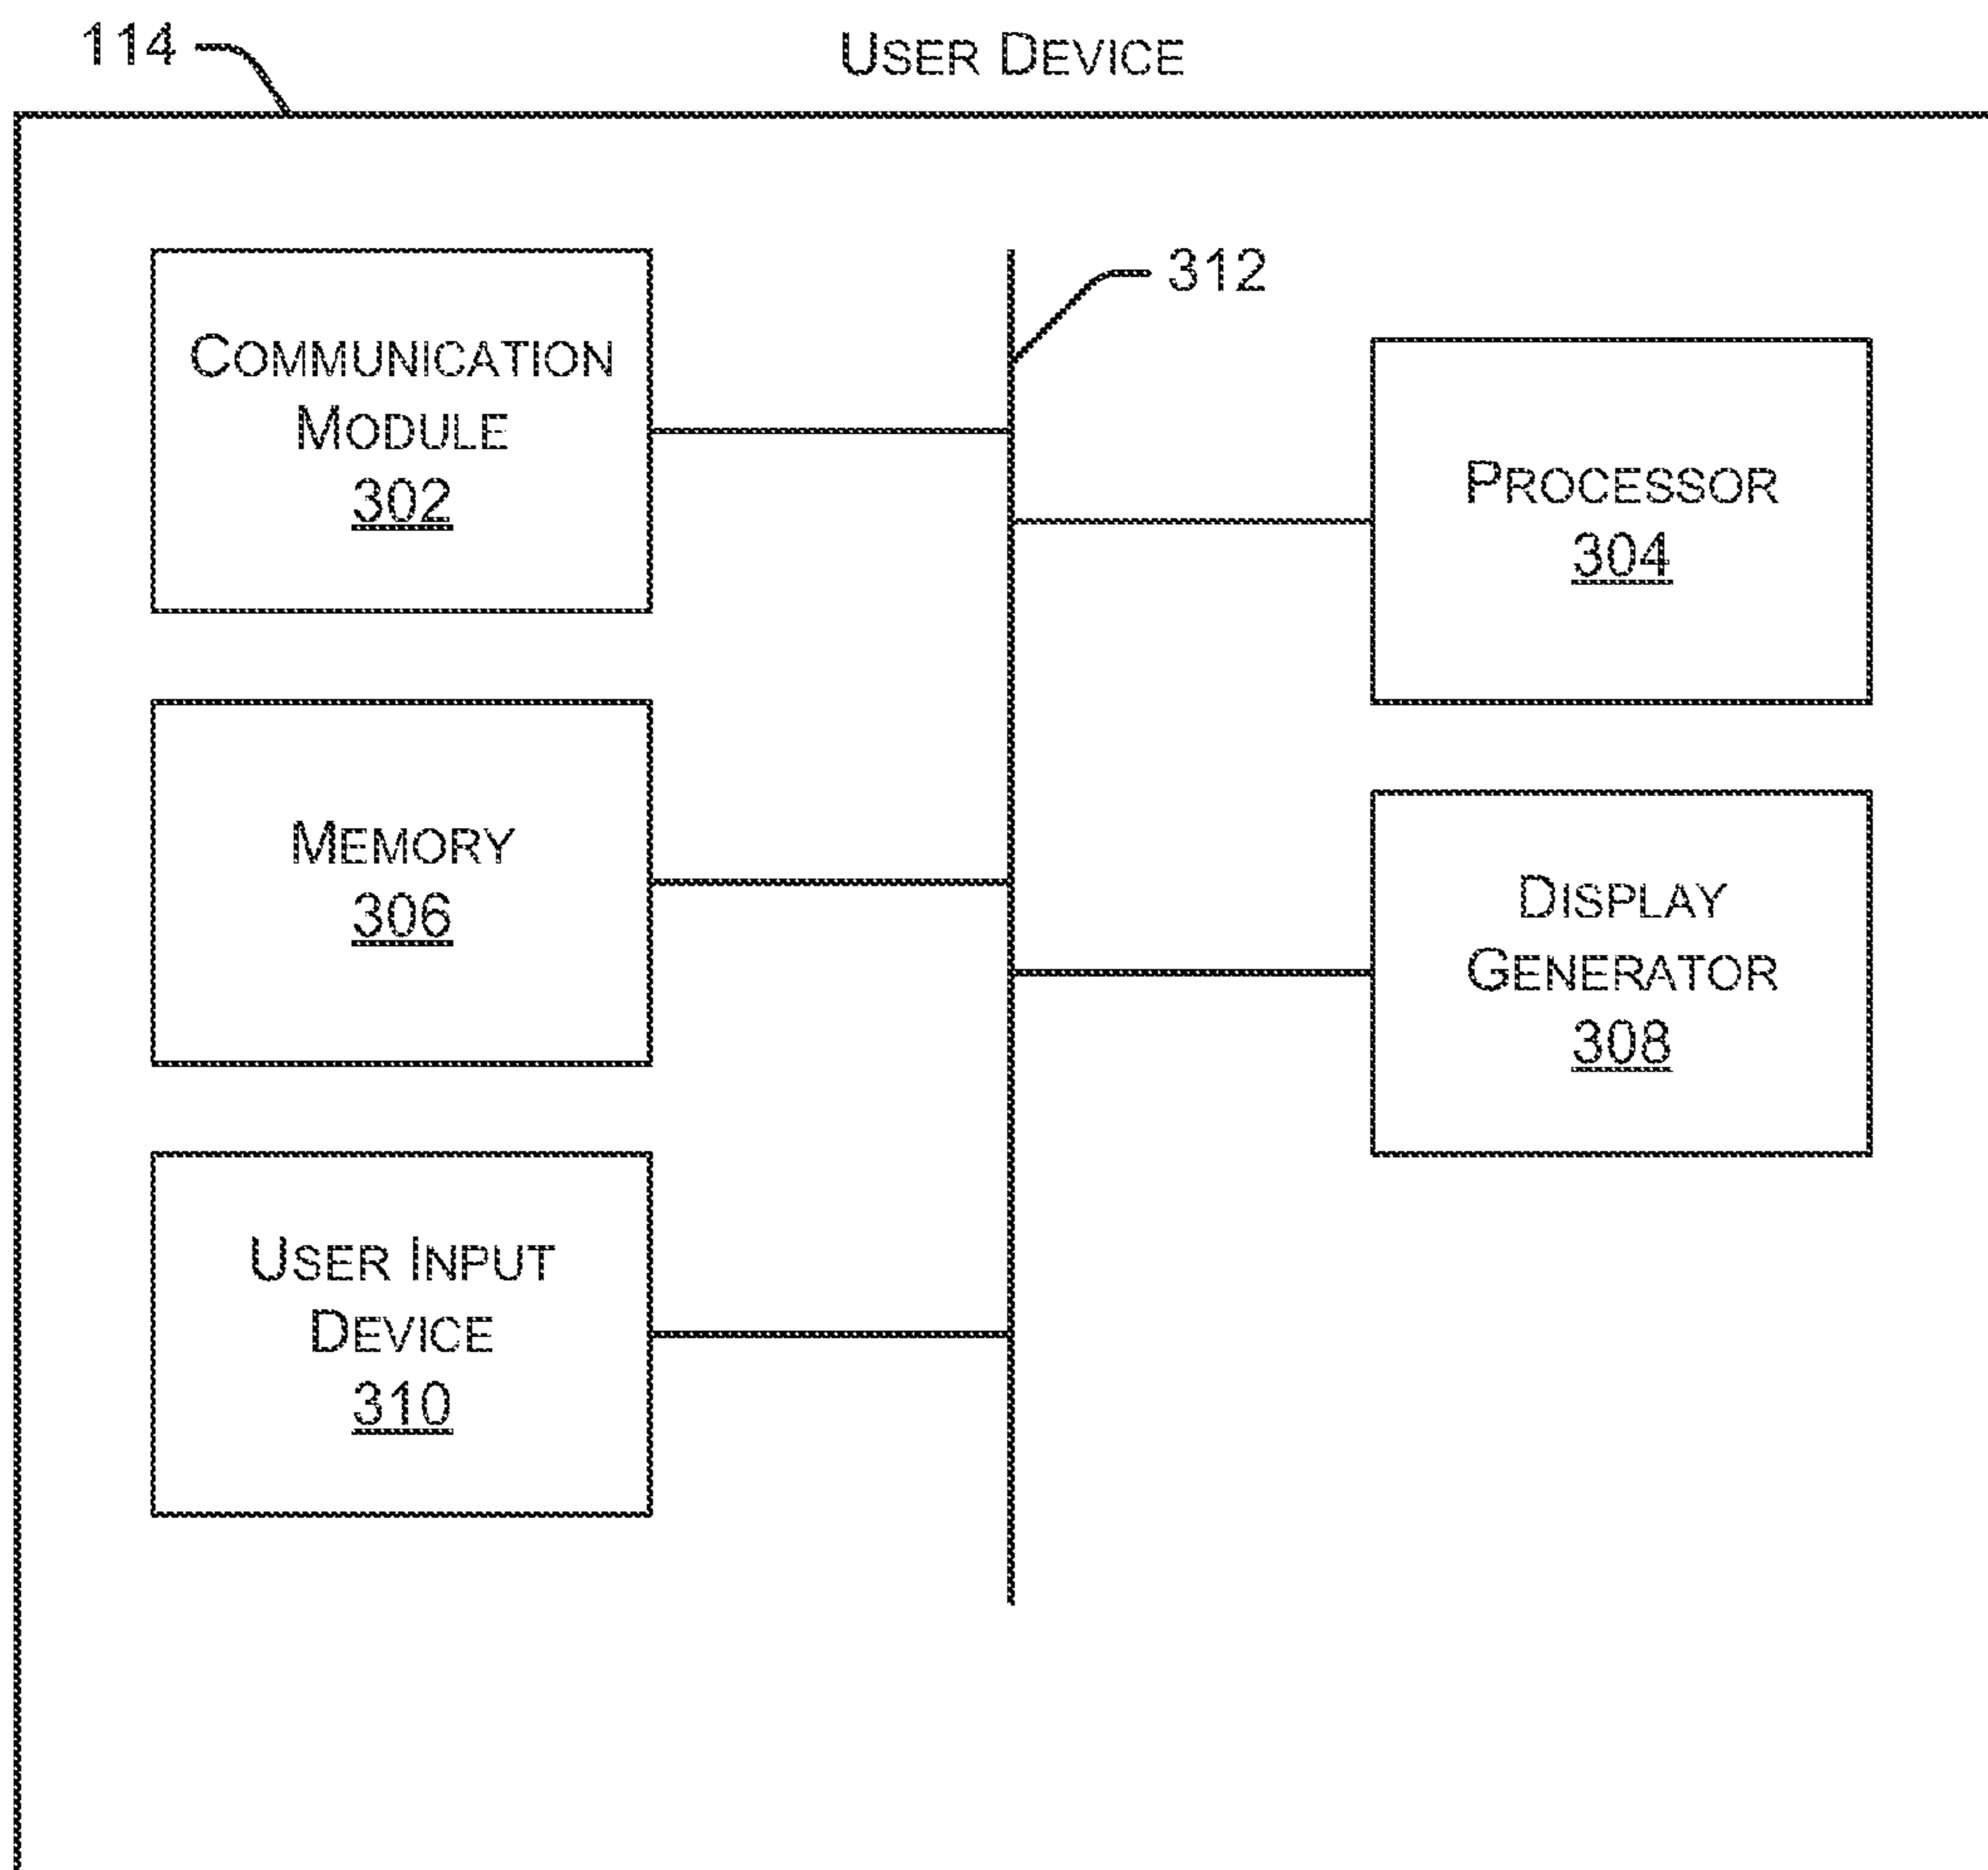 114
USER DEVICE
312
COMMUNICATION
MODULE
302
PROCESSOR
304
MEMORY
306
DISPLAY
GENERATOR
308
USER INPUT
DEVICE
310